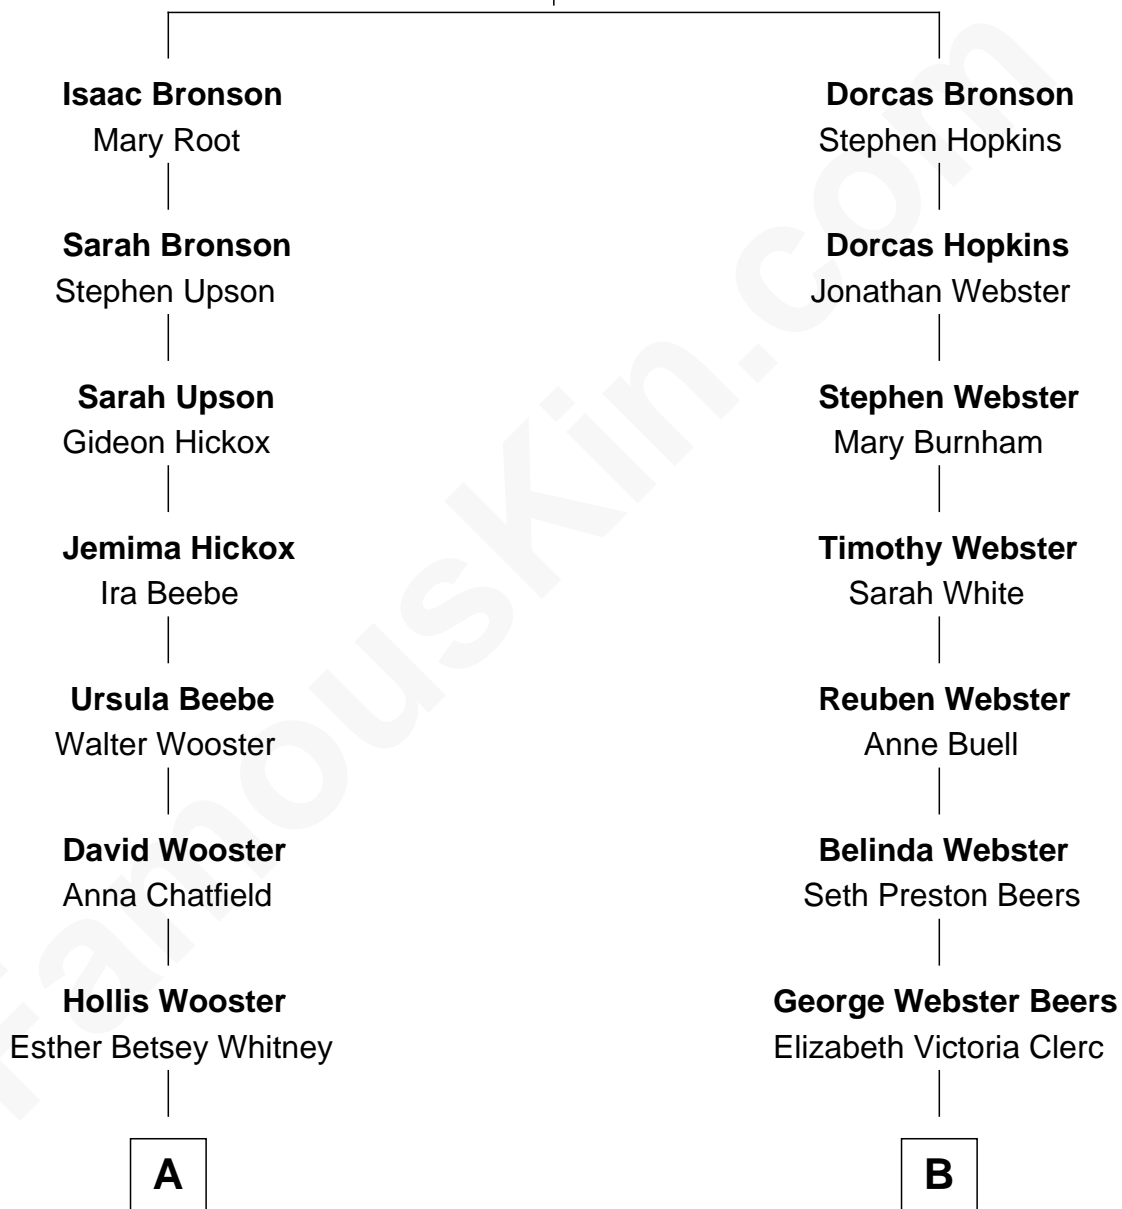 Isaac Bronson
Mary Root
Dorcas Bronson
Stephen Hopkins
Sarah Bronson
Stephen Upson
Dorcas Hopkins
Jonathan Webster
Sarah Upson
Gideon Hickox
Stephen Webster
Mary Burnham
Jemima Hickox
Ira Beebe
Timothy Webster
Sarah White
Ursula Beebe
Walter Wooster
Reuben Webster
Anne Buell
David Wooster
Anna Chatfield
Belinda Webster
Seth Preston Beers
Hollis Wooster
Esther Betsey Whitney
George Webster Beers
Elizabeth Victoria Clerc
A
B
FamousKin.com